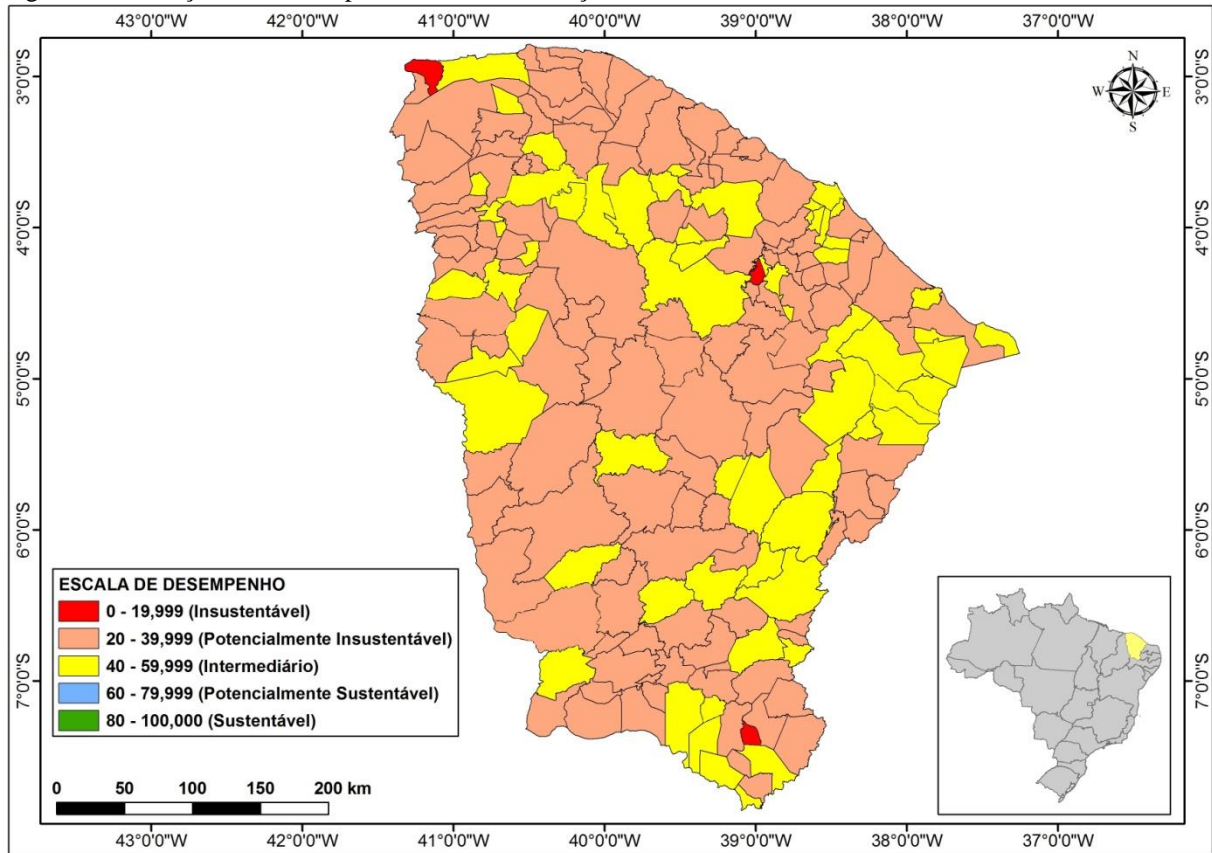 43°0'0"W 42°0'0"W 41°0'0"W 40°0'0"W 39°0'0"W 38°0'0"W 37°0'0"W
3°0'0"S 3°0'0"S
N
W E
S
4°0'0"S 4°0'0"S
5°0'0"S 5°0'0"S
6°0'0"S 6°0'0"S
7°0'0"S 7°0'0"S
ESCALA DE DESEMPENHO
0 - 19,999 (Insustentável)
20 - 39,999 (Potencialmente Insustentável)
40 - 59,999 (Intermediário)
60 - 79,999 (Potencialmente Sustentável)
80 - 100,000 (Sustentável)
0 50 100 150 200 km
43°0'0"W 42°0'0"W 41°0'0"W 40°0'0"W 39°0'0"W 38°0'0"W 37°0'0"W